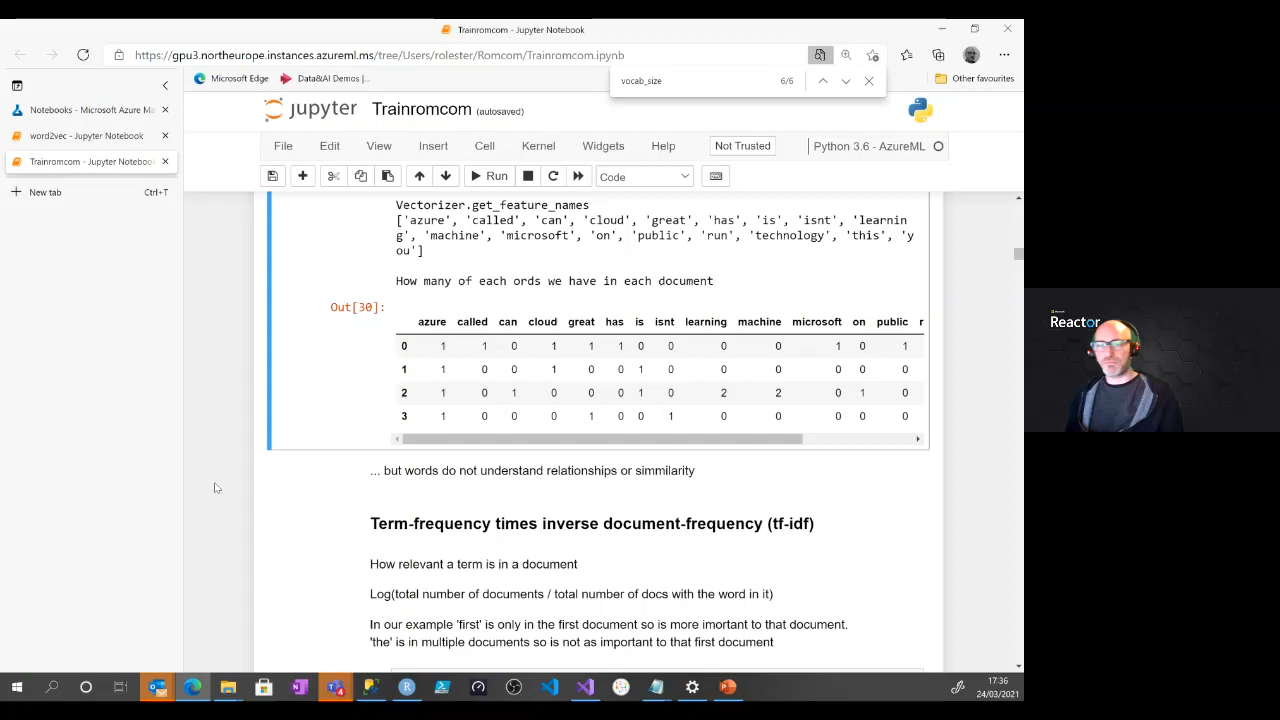 Trainromcom - Jupyter Notebook
https://gpu3.northeurope.instances.azureml.ms/tree/Users/rolester/Romcom/Trainromcom.ipynb
Microsoft Edge
Data&AI Demos |...
vocab_size
6/6
Other favourites
Notebooks - Microsoft Azure Ma
word2vec - Jupyter Notebook
Trainromcom - Jupyter Notebook
New tab
Ctrl+T
jupyter Trainromcom (autosaved)
File Edit View Insert Cell Kernel Widgets Help
Not Trusted
Python 3.6 - AzureML
Run
Code
Vectorizer.get_feature_names
['azure', 'called', 'can', 'cloud', 'great', 'has', 'is', 'isnt', 'learnin
g', 'machine', 'microsoft', 'on', 'public', 'run', 'technology', 'this', 'y
ou']
How many of each ords we have in each document
Out[30]:
azure called can cloud great has is isnt learning machine microsoft on public r
0 1 1 0 1 1 1 0 0 0 0 1 0 1
1 1 0 0 1 0 0 1 0 0 0 0 0 0
2 1 0 1 0 0 0 1 0 2 2 0 1 0
3 1 0 0 0 1 0 0 1 0 0 0 0 0
... but words do not understand relationships or simmilarity
Term-frequency times inverse document-frequency (tf-idf)
How relevant a term is in a document
Log(total number of documents / total number of docs with the word in it)
In our example 'first' is only in the first document so is more imortant to that document.
'the' is in multiple documents so is not as important to that first document
17:36
24/03/2021
Microsoft
Reactor